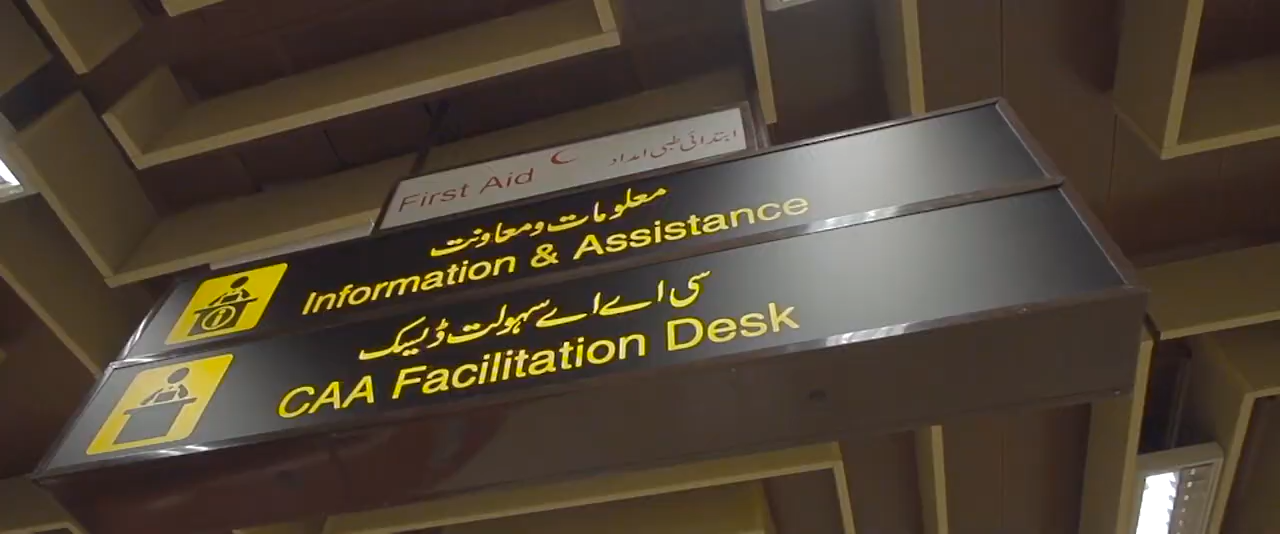 First Aid ابتدائی طبی امداد
معلومات ومعاونت
Information & Assistance
سی اے اے سہولت ڈیسک
CAA Facilitation Desk